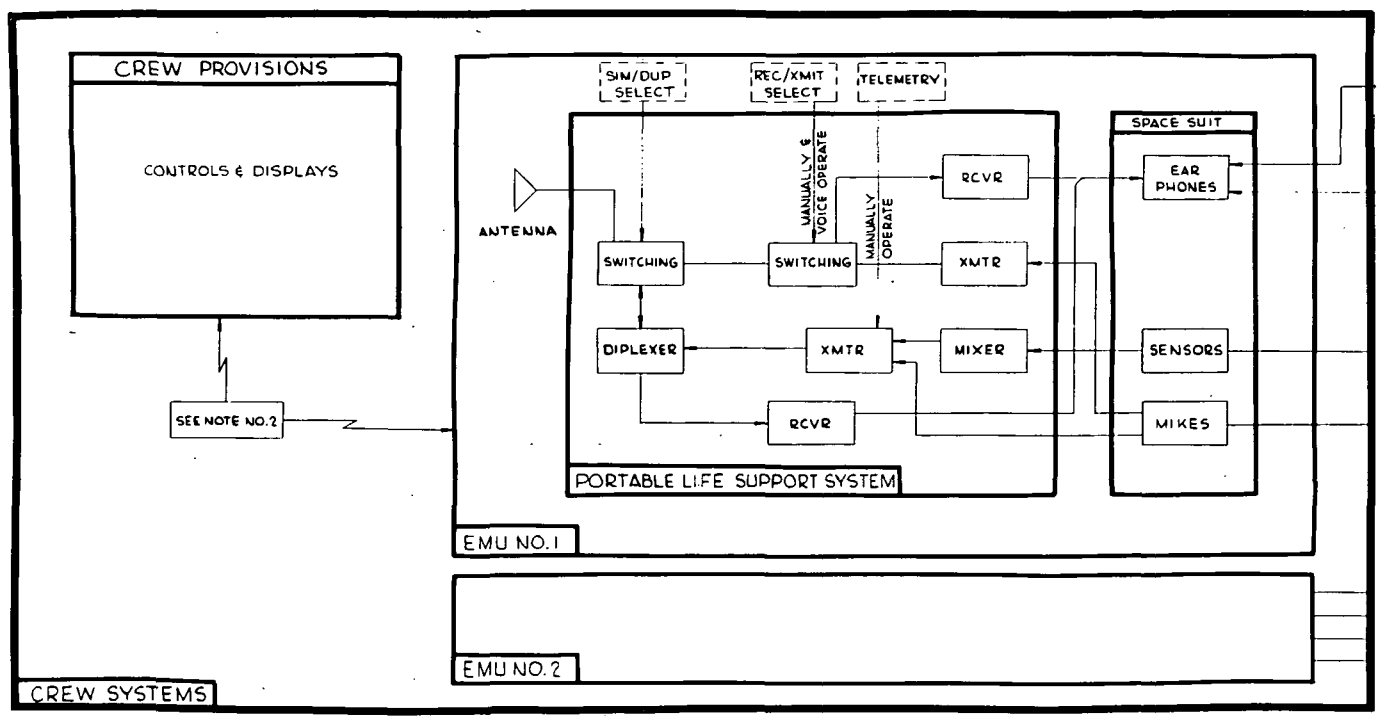 CREW PROVISIONS
CONTROLS & DISPLAYS
SEE NOTE NO.2
SIM/DUP
SELECT
REC/XMIT
SELECT
TELEMETRY
ANTENNA
MANUALLY &
VOICE OPERATE
MANUALLY
OPERATE
RCVR
SWITCHING
SWITCHING
XMTR
DIPLEXER
XMTR
MIXER
RCVR
PORTABLE LIFE SUPPORT SYSTEM
SPACE SUIT
EAR
PHONES
SENSORS
MIKES
EMU NO.1
EMU NO.2
CREW SYSTEMS